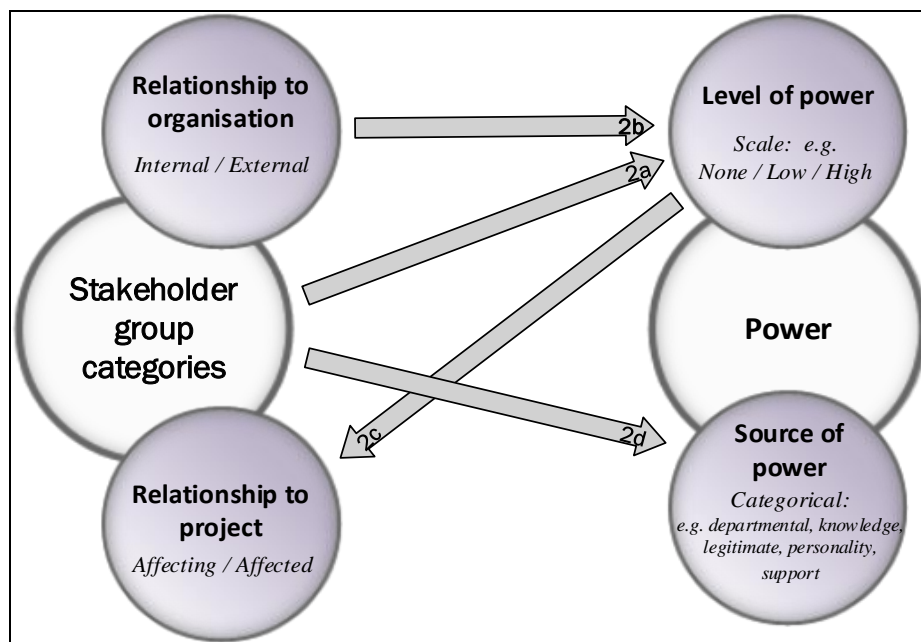 Relationship to
organisation
Internal / External
Stakeholder
group
categories
Relationship to
project
Affecting / Affected
2b
2a
2c
2d
Level of power
Scale: e.g.
None / Low / High
Power
Source of
power
Categorical:
e.g. departmental, knowledge,
legitimate, personality,
support